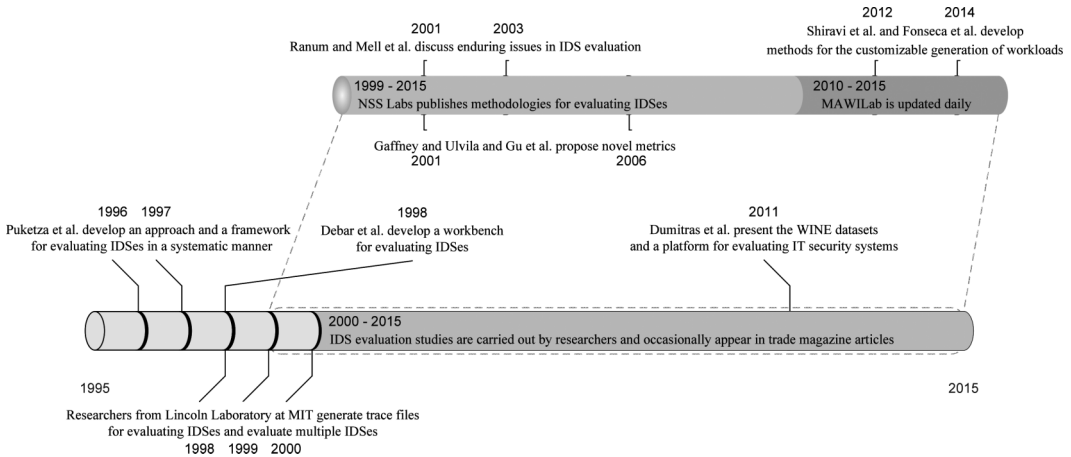 2001 2003
Ranum and Mell et al. discuss enduring issues in IDS evaluation
2012 2014
Shiravi et al. and Fonseca et al. develop
methods for the customizable generation of workloads
1999 - 2015
NSS Labs publishes methodologies for evaluating IDSes
2010 - 2015
MAWILab is updated daily
Gaffney and Ulvila and Gu et al. propose novel metrics
2001 2006
1996 1997
Puketza et al. develop an approach and a framework
for evaluating IDSes in a systematic manner
1998
Debar et al. develop a workbench
for evaluating IDSes
2011
Dumitras et al. present the WINE datasets
and a platform for evaluating IT security systems
2000 - 2015
IDS evaluation studies are carried out by researchers and occasionally appear in trade magazine articles
1995
2015
Researchers from Lincoln Laboratory at MIT generate trace files
for evaluating IDSes and evaluate multiple IDSes
1998 1999 2000